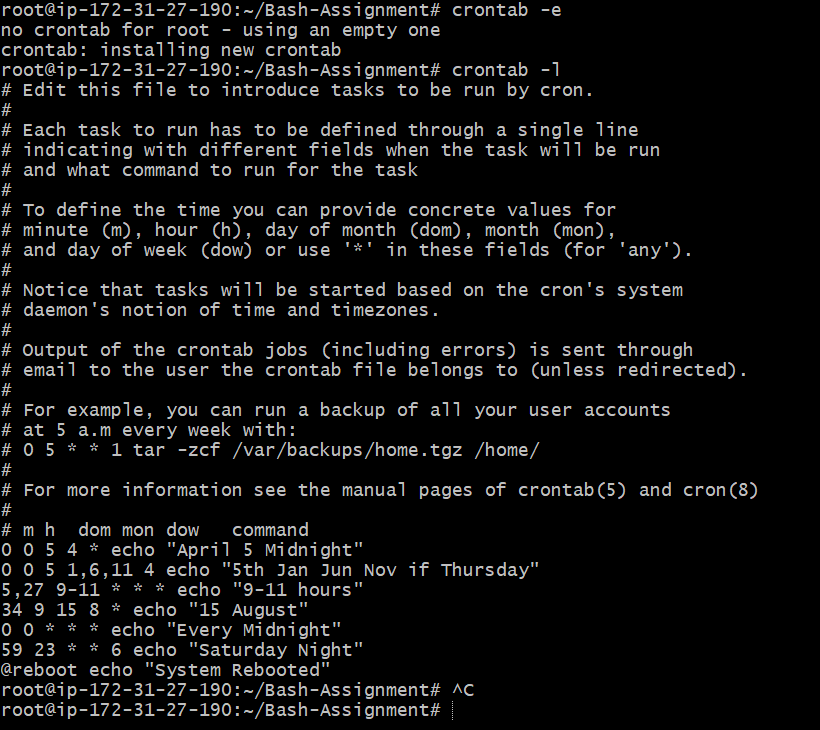 root@ip-172-31-27-190:~/Bash-Assignment# crontab -e
no crontab for root - using an empty one
crontab: installing new crontab
root@ip-172-31-27-190:~/Bash-Assignment# crontab -l
# Edit this file to introduce tasks to be run by cron.
#
# Each task to run has to be defined through a single line
# indicating with different fields when the task will be run
# and what command to run for the task
#
# To define the time you can provide concrete values for
# minute (m), hour (h), day of month (dom), month (mon),
# and day of week (dow) or use '*' in these fields (for 'any').
#
# Notice that tasks will be started based on the cron's system
# daemon's notion of time and timezones.
#
# Output of the crontab jobs (including errors) is sent through
# email to the user the crontab file belongs to (unless redirected).
#
# For example, you can run a backup of all your user accounts
# at 5 a.m every week with:
# 0 5 * * 1 tar -zcf /var/backups/home.tgz /home/
#
# For more information see the manual pages of crontab(5) and cron(8)
#
# m h  dom mon dow   command
0 0 5 4 * echo "April 5 Midnight"
0 0 5 1,6,11 4 echo "5th Jan Jun Nov if Thursday"
5,27 9-11 * * * echo "9-11 hours"
34 9 15 8 * echo "15 August"
0 0 * * * echo "Every Midnight"
59 23 * * 6 echo "Saturday Night"
@reboot echo "System Rebooted"
root@ip-172-31-27-190:~/Bash-Assignment# ^C
root@ip-172-31-27-190:~/Bash-Assignment#